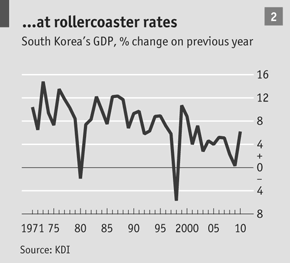 2
...at rollercoaster rates
South Korea's GDP, % change on previous year
16
12
8
4
+
0
–
4
8
1971 75 80 85 90 95 2000 05 10
Source: KDI